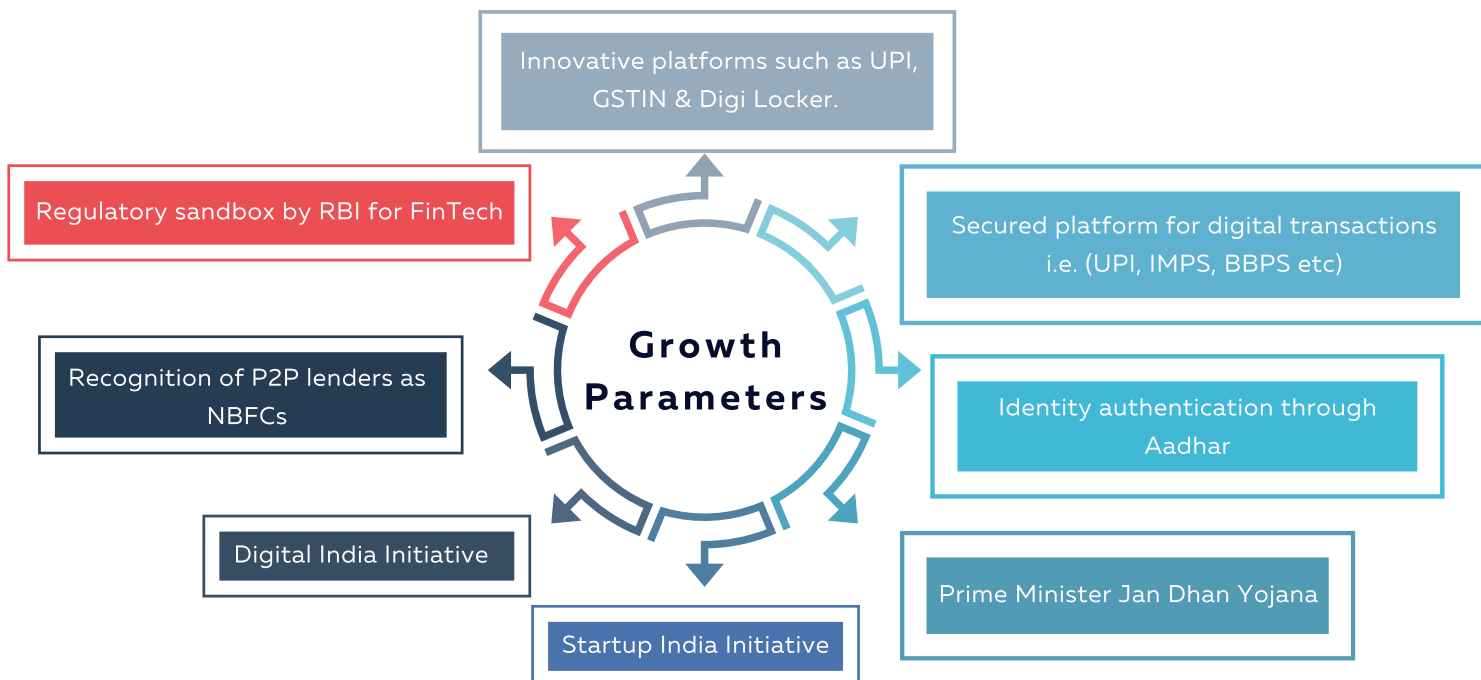 Innovative platforms such as UPI,
GSTIN & Digi Locker.
Regulatory sandbox by RBI for FinTech
Secured platform for digital transactions
i.e. (UPI, IMPS, BBPS etc)
Growth
Parameters
Recognition of P2P lenders as
NBFCs
Identity authentication through
Aadhar
Digital India Initiative
Prime Minister Jan Dhan Yojana
Startup India Initiative